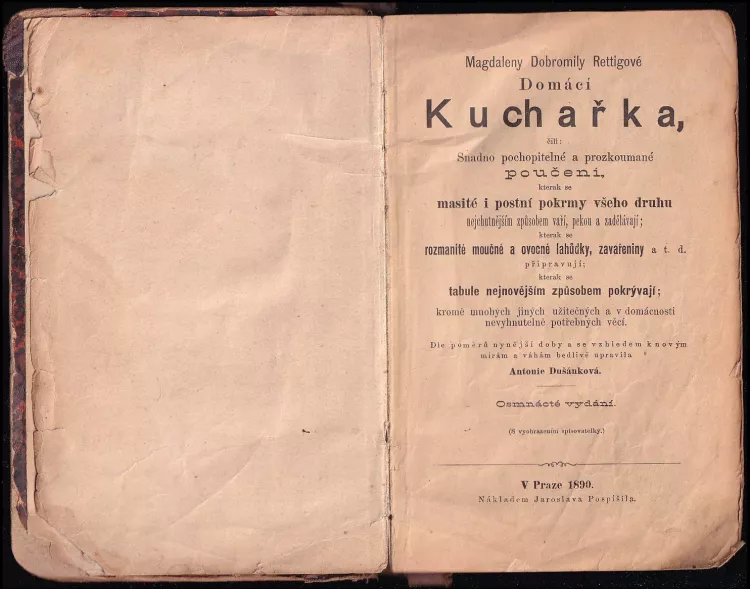 Magdaleny Dobromily Rettigové
Domácí
Kuchařka,
čili:
Snadno pochopitelné a prozkoumané
poučení,
kterak se
masité i postní pokrmy všeho druhu
nejchutnějším způsobem vaří, pekou a zadělávají;
kterak se
rozmanité moučné a ovocné lahůdky, zavařeniny a t. d.
připravují;
kterak se
tabule nejnovějším způsobem pokrývají;
kromě mnohých jiných užitečných a v domácnosti
nevyhnutelně potřebných věcí.
Dle poměrů nynější doby a se vzhledem k novým
mírám a váhám bedlivě upravila
Antonie Dušánková.
Osmnácté vydání.
(S vyobrazením spisovatelky.)
V Praze 1890.
Nákladem Jaroslava Pospíšila.